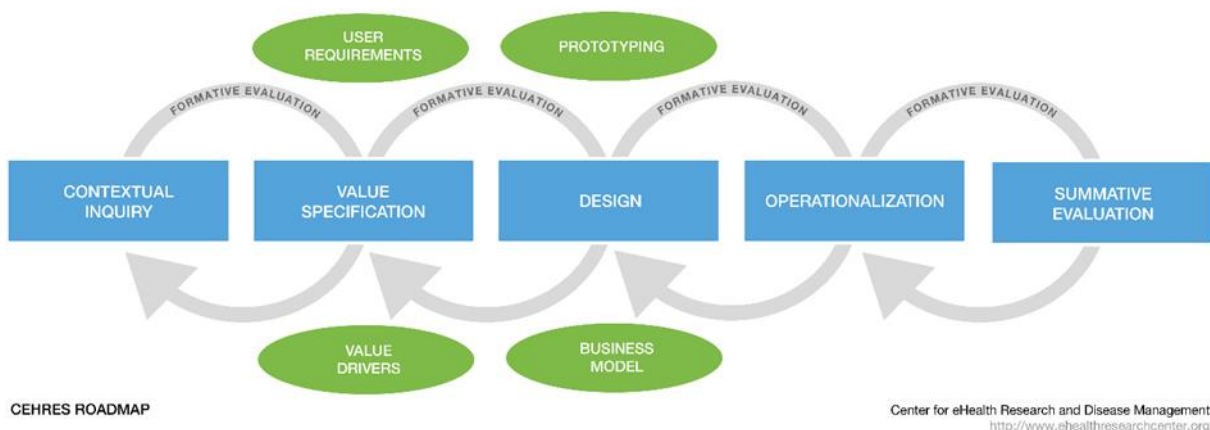 USER
REQUIREMENTS
PROTOTYPING
FORMATIVE EVALUATION
FORMATIVE EVALUATION
FORMATIVE EVALUATION
FORMATIVE EVALUATION
CONTEXTUAL
INQUIRY
VALUE
SPECIFICATION
DESIGN
OPERATIONALIZATION
SUMMATIVE
EVALUATION
VALUE
DRIVERS
BUSINESS
MODEL
CEHRES ROADMAP
Center for eHealth Research and Disease Management
http://www.ehealthresearchcenter.org